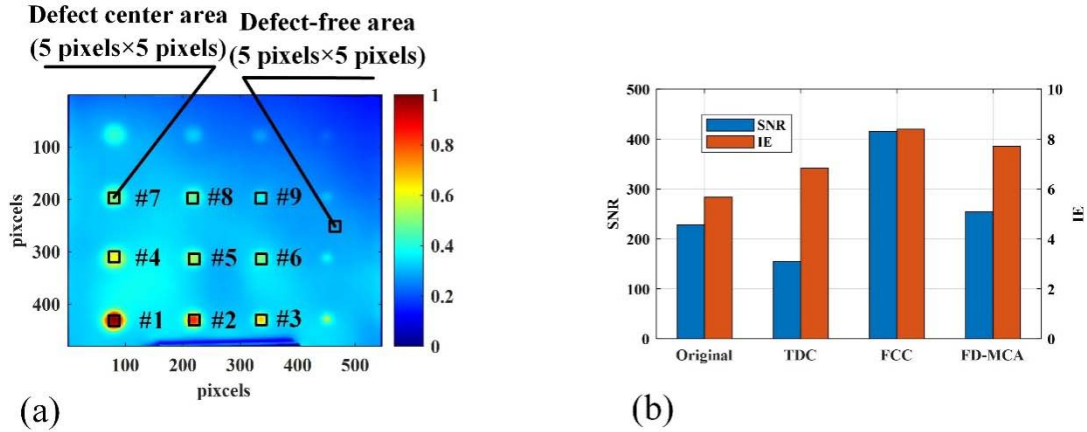 Defect center area
(5 pixels×5 pixels)
Defect-free area
(5 pixels×5 pixels)
100
200
300
400
pixcels
#7
#8
#9
#4
#5
#6
#1
#2
#3
100
200
300
400
500
pixcels
1
0.8
0.6
0.4
0.2
0
(a)
500
400
300
200
100
0
SNR
SNR
IE
10
8
6
4
2
0
IE
Original
TDC
FCC
FD-MCA
(b)